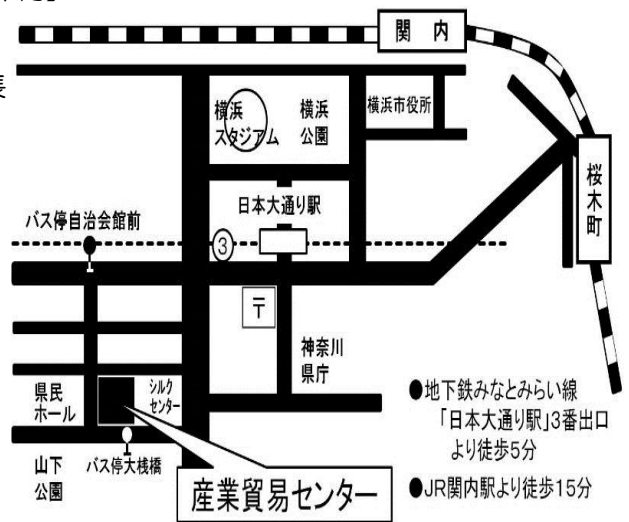 関 内
長
横浜
スタジアム
横浜
公園
横浜市役所
桜木町
日本大通り駅
バス停自治会館前
③
〒
神奈川
県庁
県民
ホール
シルク
センター
山下
公園
バス停大桟橋
産業貿易センター
●地下鉄みなとみらい線
「日本大通り駅」3番出口
より徒歩5分
●JR関内駅より徒歩15分